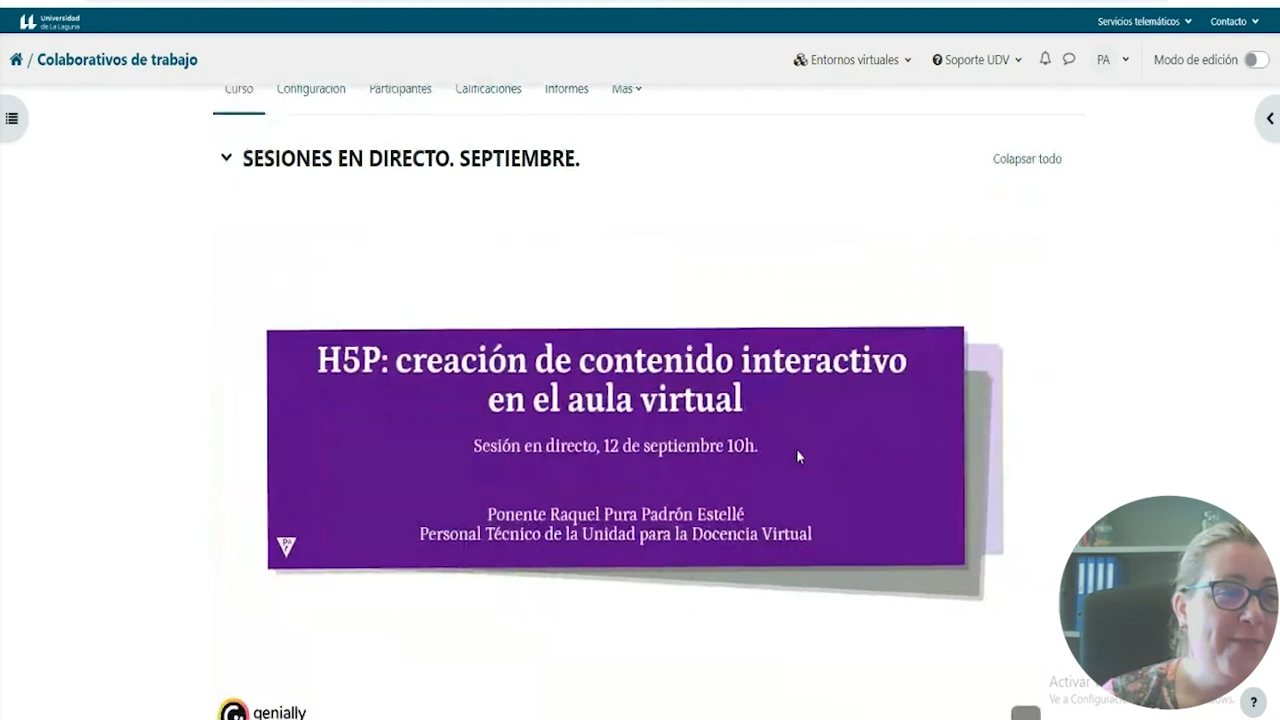 Universidad
de La Laguna
Servicios telemáticos
Contacto
/ Colaborativos de trabajo
Entornos virtuales
Soporte UDV
PA
Modo de edición
Curso
Configuración
Participantes
Calificaciones
Informes
Más
SESIONES EN DIRECTO. SEPTIEMBRE.
Colapsar todo
H5P: creación de contenido interactivo
en el aula virtual
Sesión en directo, 12 de septiembre 10h.
Ponente Raquel Pura Padrón Estellé
Personal Técnico de la Unidad para la Docencia Virtual
Activar
Ve a
genially
?